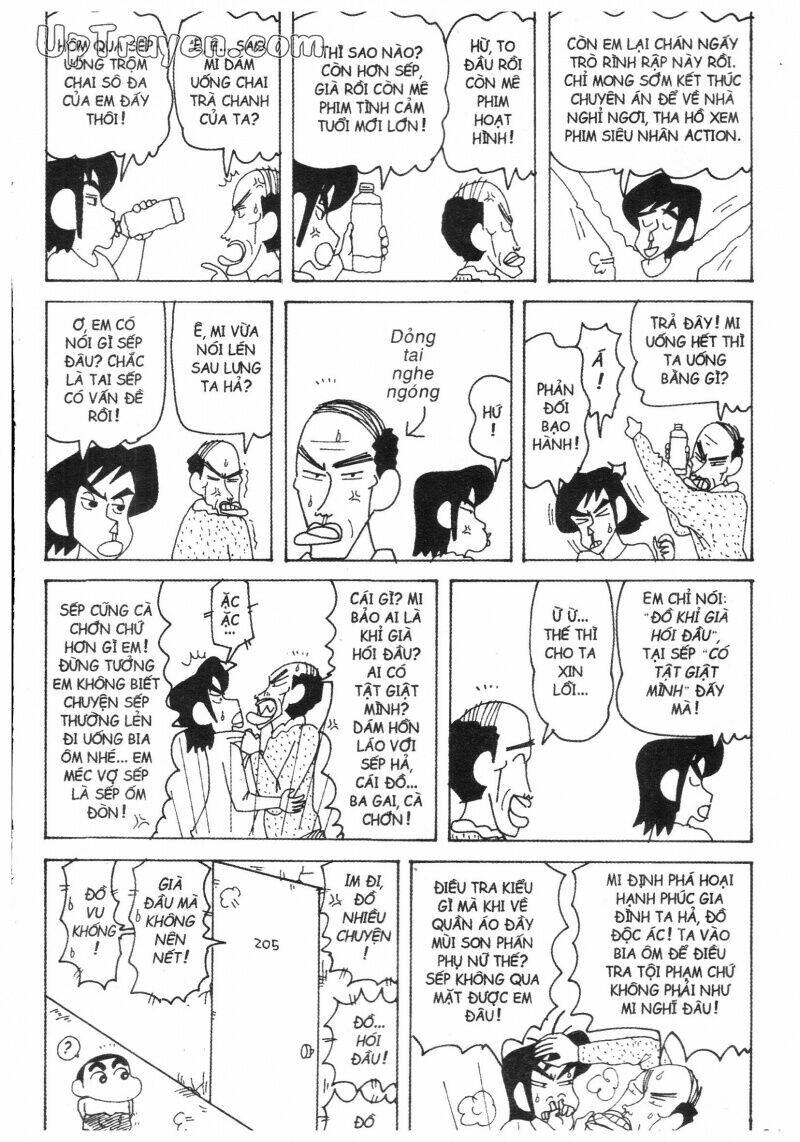 UpTruyen.com
CÒN EM LẠI CHÁN NGẤY
TRÒ RÌNH RẬP NÀY RỒI.
CHỈ MONG SỚM KẾT THÚC
CHUYÊN ÁN ĐỂ VỀ NHÀ
NGHỈ NGƠI, THA HỒ XEM
PHIM SIÊU NHÂN ACTION.
HỪ, TO
ĐẦU RỒI
CÒN MÊ
PHIM
HOẠT
HÌNH!
THÌ SAO NÀO?
CÒN HƠN SẾP,
GIÀ RỒI CÒN MÊ
PHIM TÌNH CẢM
TUỔI MỚI LỚN!
Ê Ê... SAO
MI DÁM
UỐNG CHAI
TRÀ CHANH
CỦA TA?
HÔM QUA SẾP
UỐNG TRỘM
CHAI SÔ ĐA
CỦA EM ĐẤY
THÔI!
TRẢ ĐÂY! MI
UỐNG HẾT THÌ
TA UỐNG
BẰNG GÌ?
Á
!
PHẢN
ĐỐI
BẠO
HÀNH!
HỨ
!
Dỏng
tai
nghe
ngóng
Ê, MI VỪA
NÓI LÉN
SAU LƯNG
TA HẢ?
Ơ, EM CÓ
NÓI GÌ SẾP
ĐÂU? CHẮC
LÀ TAI SẾP
CÓ VẤN ĐỀ
RỒI!
EM CHỈ NÓI:
"ĐỒ KHỈ GIÀ
HÓI ĐẦU",
TẠI SẾP "CÓ
TẬT GIẬT
MÌNH" ĐẤY
MÀ!
Ừ Ừ...
THẾ THÌ
CHO TA
XIN
LỖI...
CÁI GÌ? MI
BẢO AI LÀ
KHỈ GIÀ
HÓI ĐẦU?
AI CÓ
TẬT GIẬT
MÌNH?
DÁM HỖN
LÁO VỚI
SẾP HẢ,
CÁI ĐỒ...
BA GAI, CÀ
CHỚN!
ẶC
ẶC
...
SẾP CŨNG CÀ
CHỚN CHỨ
HƠN GÌ EM!
ĐỪNG TƯỞNG
EM KHÔNG BIẾT
CHUYỆN SẾP
THƯỜNG LẺN
ĐI UỐNG BIA
ÔM NHÉ... EM
MÉC VỢ SẾP
LÀ SẾP ỐM
ĐÒN!
MI ĐỊNH PHÁ HOẠI
HẠNH PHÚC GIA
ĐÌNH TA HẢ, ĐỒ
ĐỘC ÁC! TA VÀO
BIA ÔM ĐỂ ĐIỀU
TRA TỘI PHẠM CHỨ
KHÔNG PHẢI NHƯ
MI NGHĨ ĐÂU!
ĐIỀU TRA KIỂU
GÌ MÀ KHI VỀ
QUẦN ÁO ĐẦY
MÙI SON PHẤN
PHỤ NỮ THẾ?
SẾP KHÔNG QUA
MẶT ĐƯỢC EM
ĐÂU!
IM ĐI,
ĐỒ
NHIỀU
CHUYỆN!
ĐỒ...
HÓI
ĐẦU!
ĐỒ
205
GIÀ
ĐẦU MÀ
KHÔNG
NÊN
NẾT!
ĐỒ
VU
KHỐNG
!
?